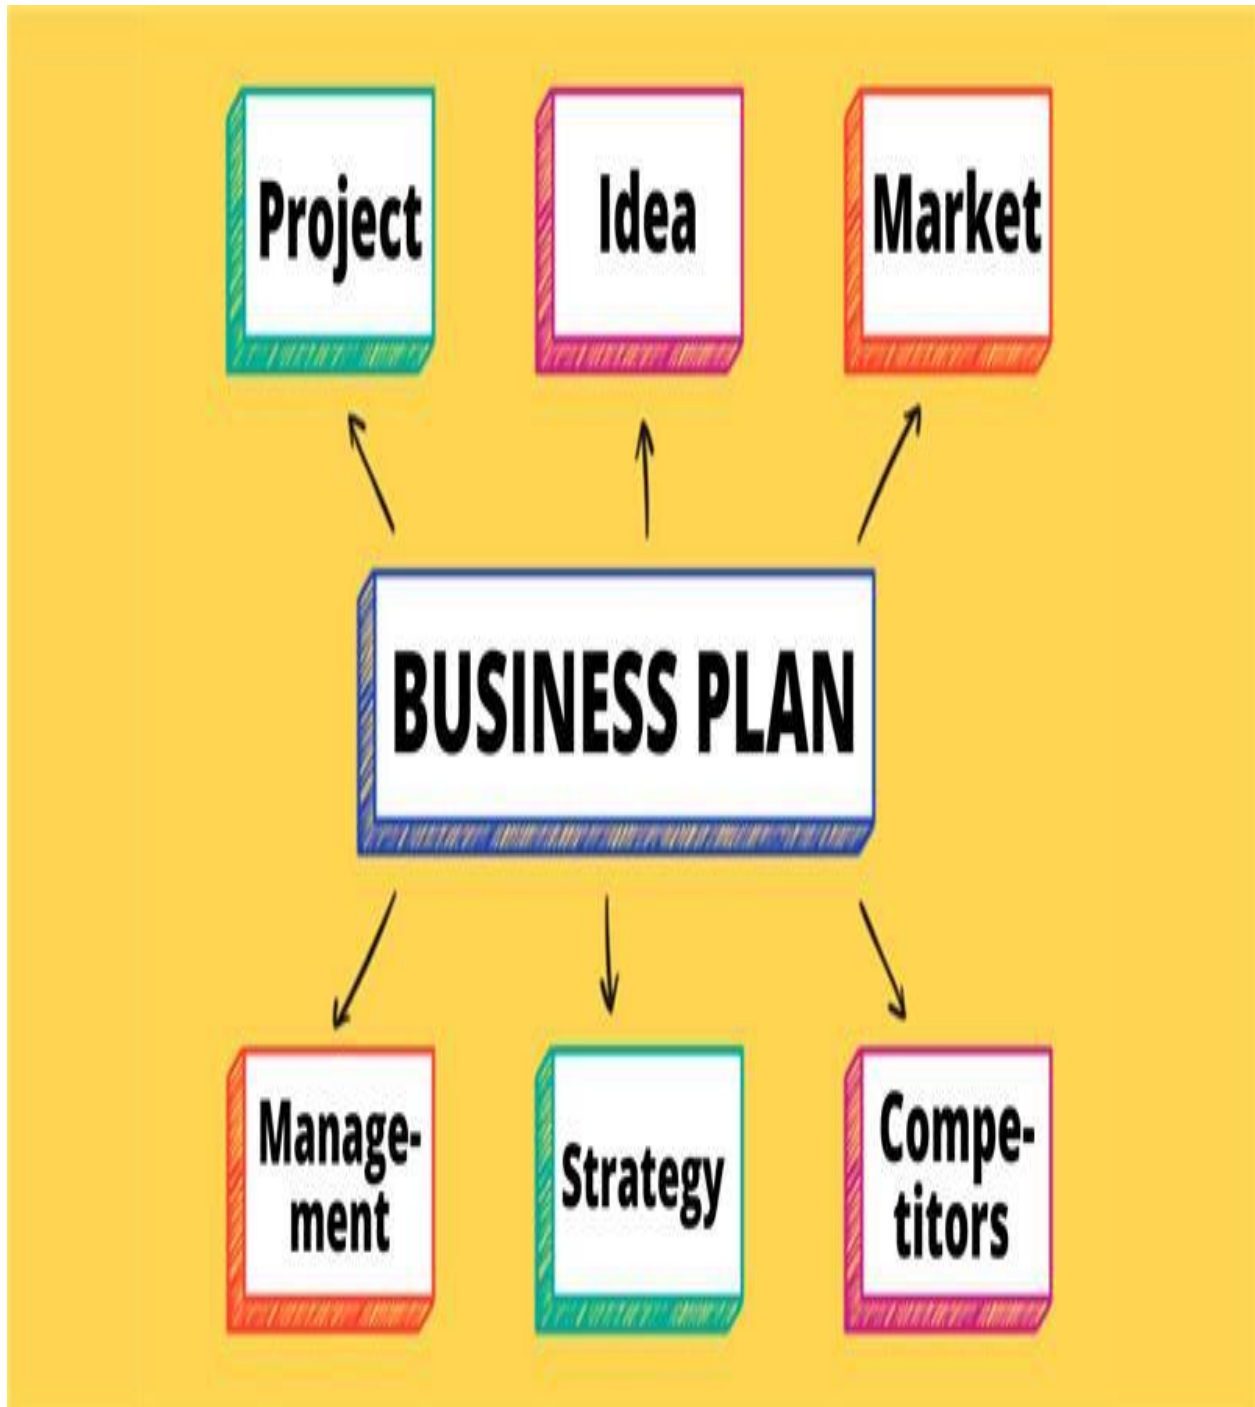 Project
Idea
Market
BUSINESS PLAN
Manage-
ment
Strategy
Compe-
titors